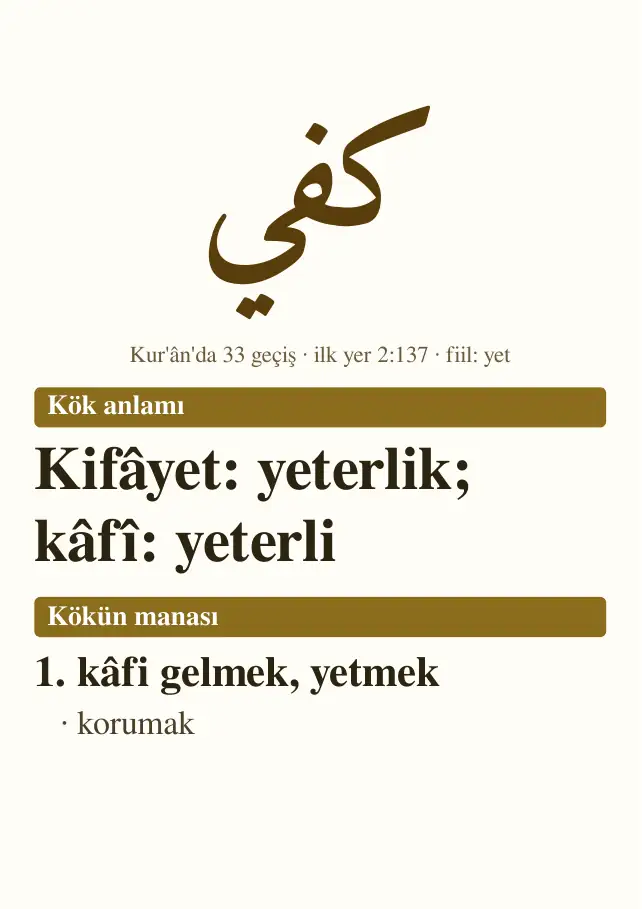 كفي
Kur'ân'da 33 geçiş · ilk yer 2:137 · fiil: yet
Kök anlamı
Kifâyet: yeterlik;
kâfî: yeterli
Kökün manası
1. kâfi gelmek, yetmek
· korumak